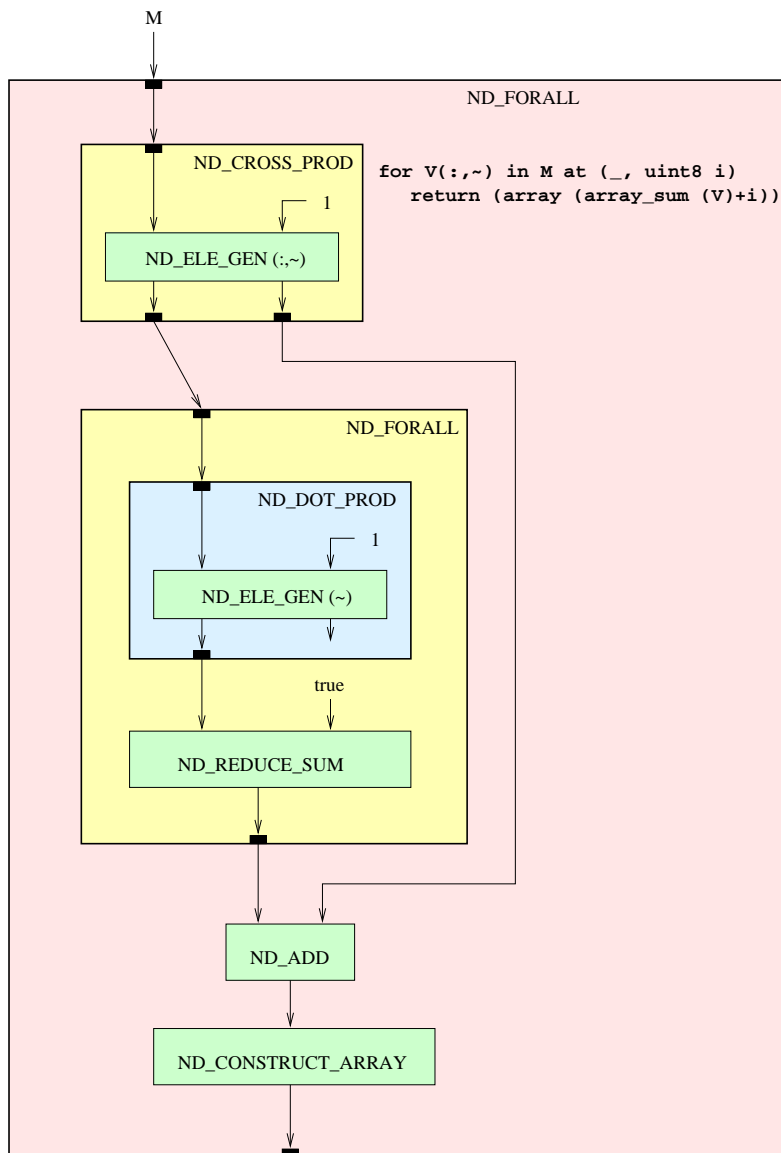 M
ND_FORALL
ND_CROSS_PROD
for V(:,~) in M at (_, uint8 i)
return (array (array_sum (V)+i))
1
ND_ELE_GEN (:,~)
ND_FORALL
ND_DOT_PROD
1
ND_ELE_GEN (~)
true
ND_REDUCE_SUM
ND_ADD
ND_CONSTRUCT_ARRAY